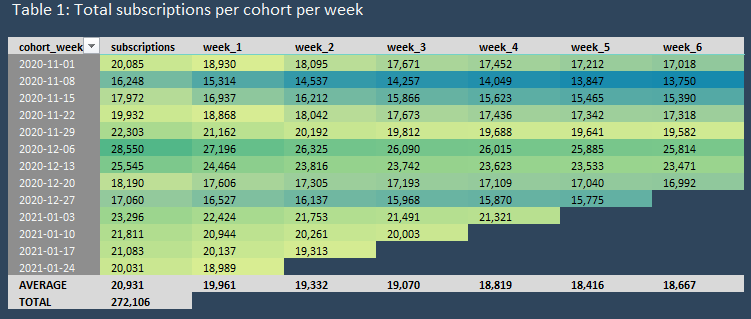 Table 1: Total subscriptions per cohort per week
cohort_week subscriptions week_1 week_2 week_3 week_4 week_5 week_6
2020-11-01 20,085 18,930 18,095 17,671 17,452 17,212 17,018
2020-11-08 16,248 15,314 14,537 14,257 14,049 13,847 13,750
2020-11-15 17,972 16,937 16,212 15,866 15,623 15,465 15,390
2020-11-22 19,932 18,868 18,042 17,673 17,436 17,342 17,318
2020-11-29 22,303 21,162 20,192 19,812 19,688 19,641 19,582
2020-12-06 28,550 27,196 26,325 26,090 26,015 25,885 25,814
2020-12-13 25,545 24,464 23,816 23,742 23,623 23,533 23,471
2020-12-20 18,190 17,606 17,305 17,193 17,109 17,040 16,992
2020-12-27 17,060 16,527 16,137 15,968 15,870 15,775
2021-01-03 23,296 22,424 21,753 21,491 21,321
2021-01-10 21,811 20,944 20,261 20,003
2021-01-17 21,083 20,137 19,313
2021-01-24 20,031 18,989
AVERAGE 20,931 19,961 19,332 19,070 18,819 18,416 18,667
TOTAL 272,106